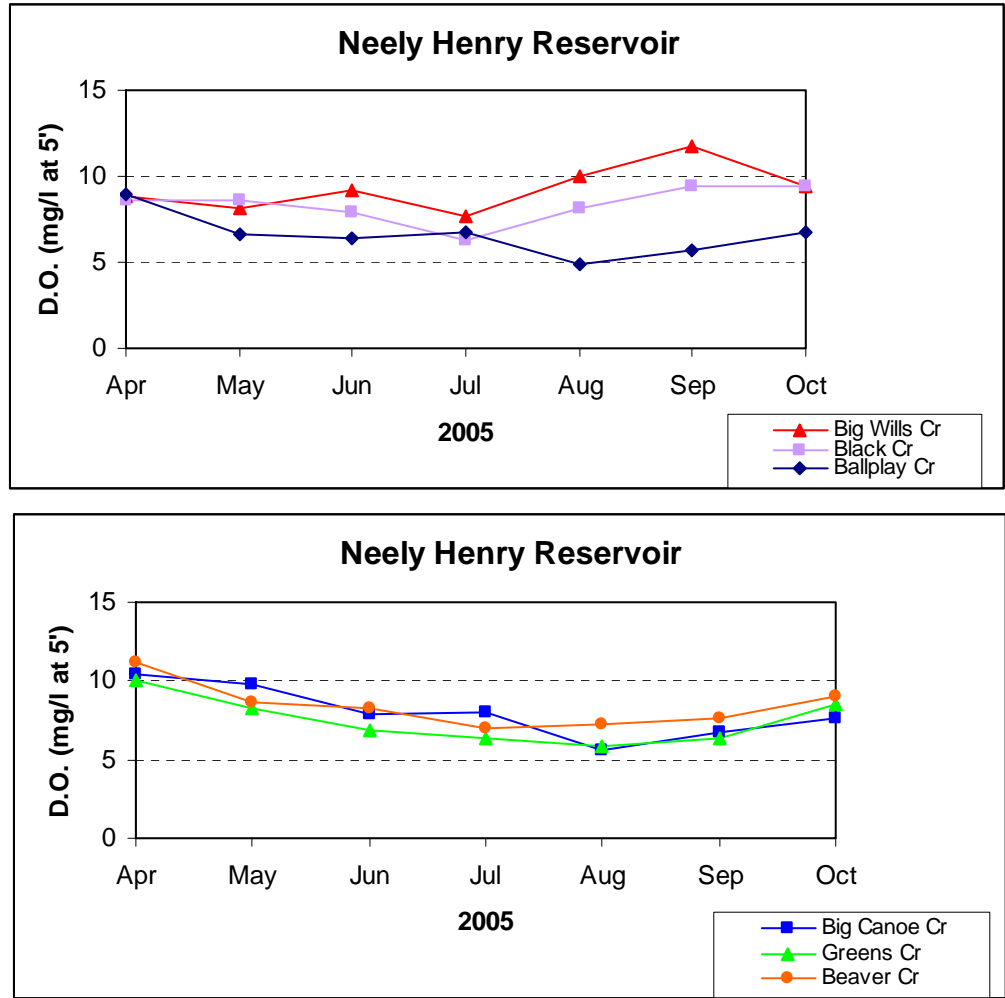 Neely Henry Reservoir
D.O. (mg/l at 5')
15
10
5
0
Apr May Jun Jul Aug Sep Oct
2005
Big Wills Cr
Black Cr
Ballplay Cr
Neely Henry Reservoir
D.O. (mg/l at 5')
15
10
5
0
Apr May Jun Jul Aug Sep Oct
2005
Big Canoe Cr
Greens Cr
Beaver Cr